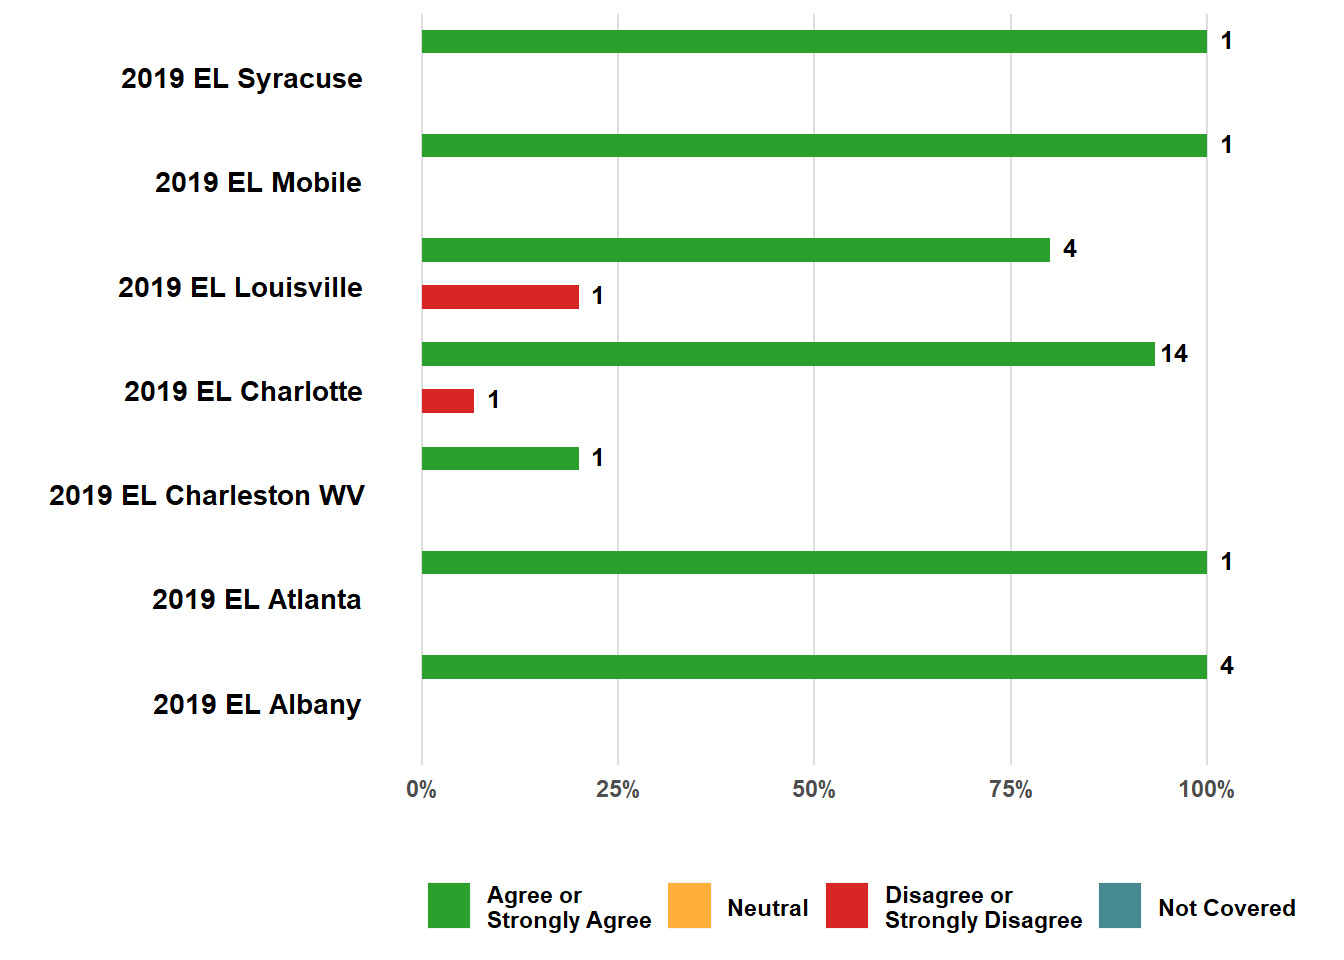 1
2019 EL Syracuse
1
2019 EL Mobile
4
2019 EL Louisville
1
14
2019 EL Charlotte
1
1
2019 EL Charleston WV
1
2019 EL Atlanta
4
2019 EL Albany
0% 25% 50% 75% 100%
Agree or
Strongly Agree
Neutral
Disagree or
Strongly Disagree
Not Covered